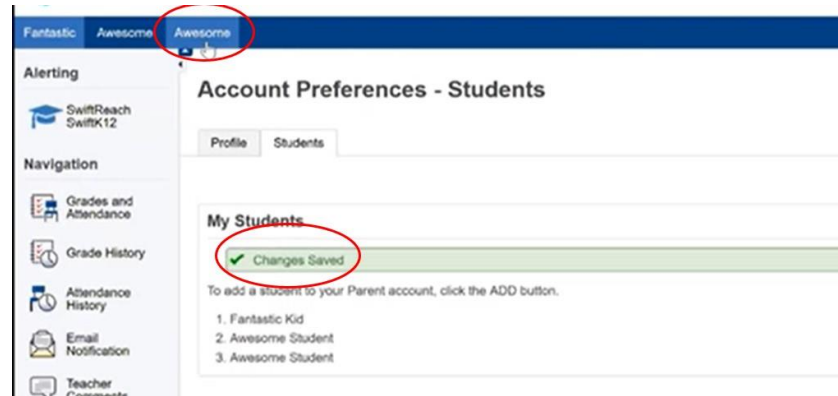 Fantastic Awesome Awesome
Alerting
SwiftReach
SwiftK12
Navigation
Grades and
Attendance
Grade History
Attendance
History
Email
Notification
Teacher
Comments
Account Preferences - Students
Profile Students
My Students
Changes Saved
To add a student to your Parent account, click the ADD button.
1. Fantastic Kid
2. Awesome Student
3. Awesome Student